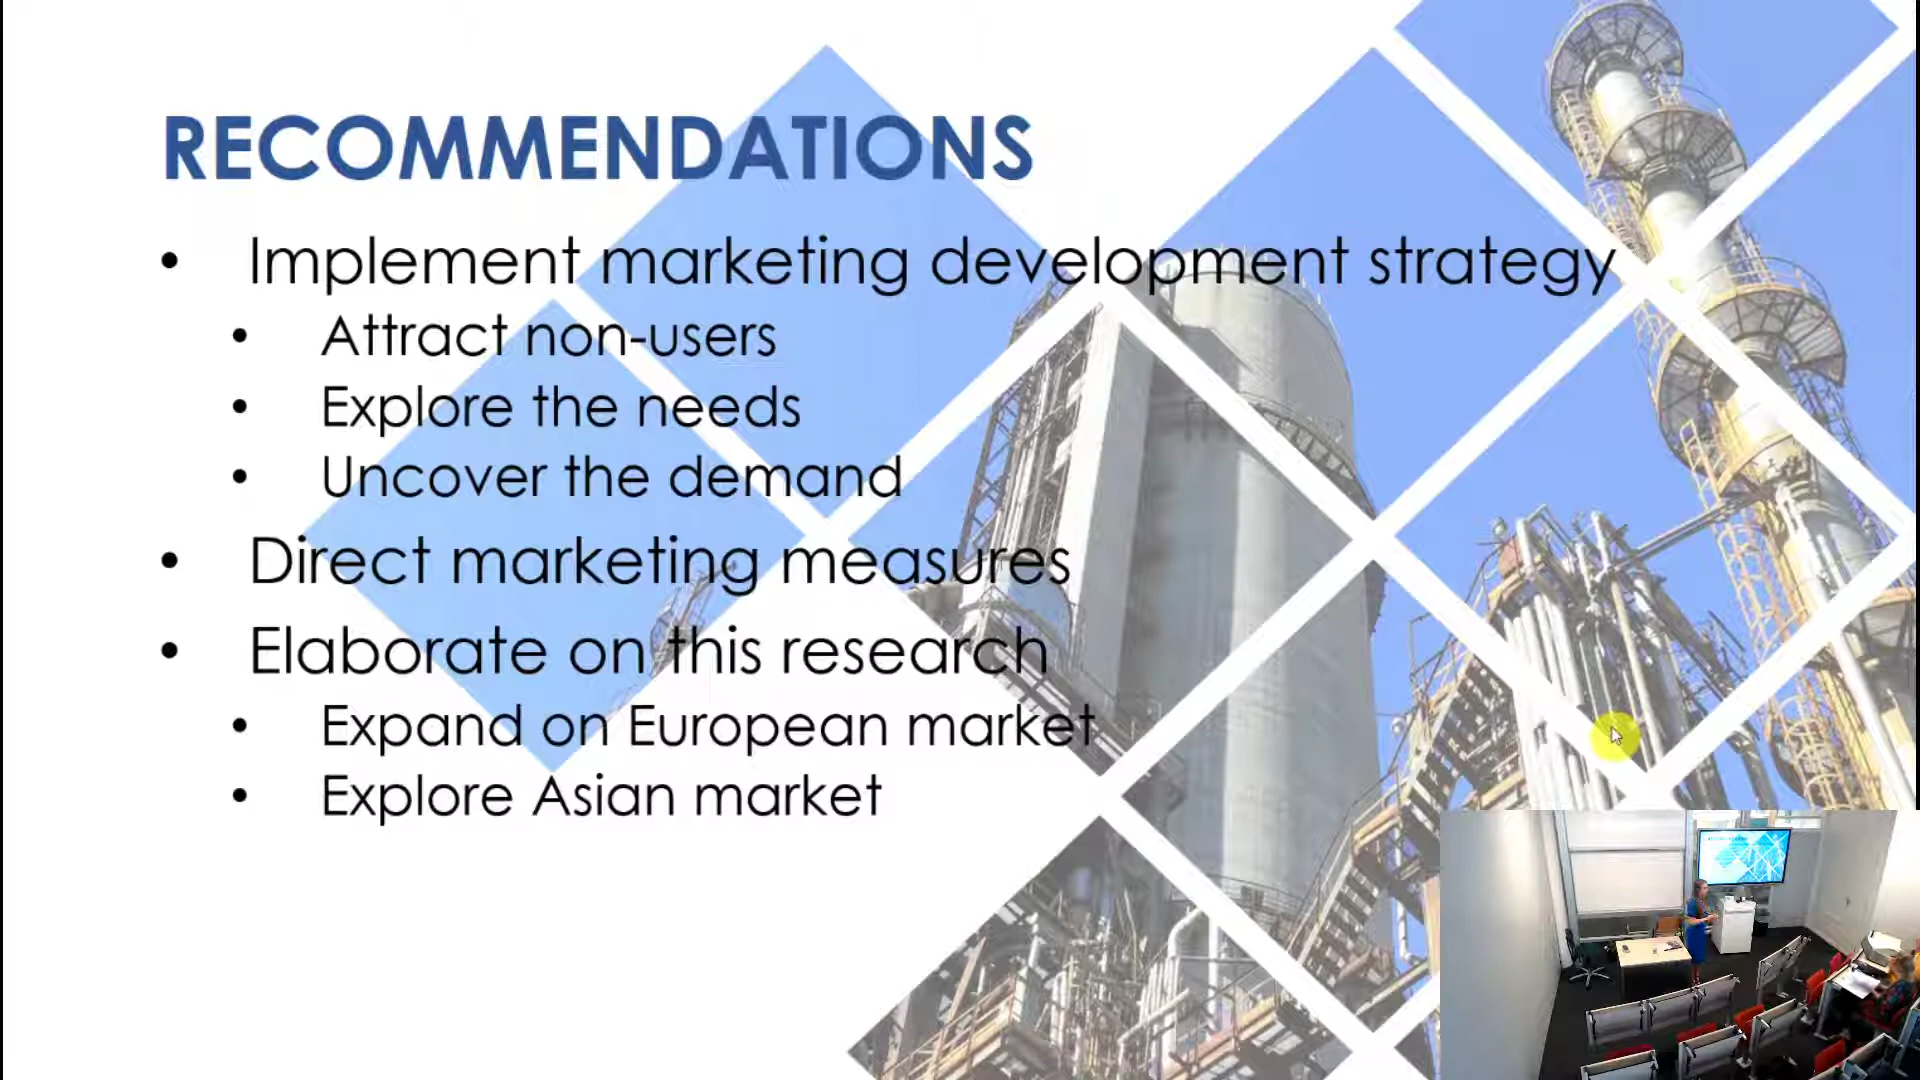 RECOMMENDATIONS
• Implement marketing development strategy
• Attract non-users
• Explore the needs
• Uncover the demand
• Direct marketing measures
• Elaborate on this research
• Expand on European market
• Explore Asian market